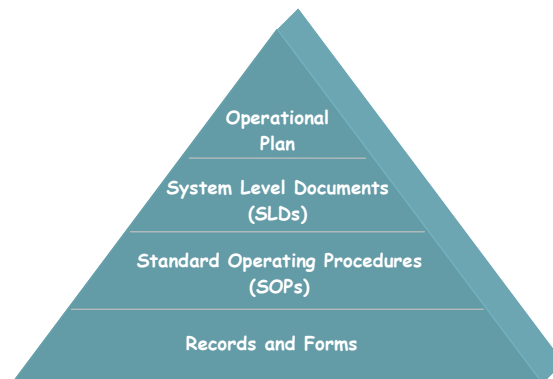 Operational
Plan
System Level Documents
(SLDs)
Standard Operating Procedures
(SOPs)
Records and Forms